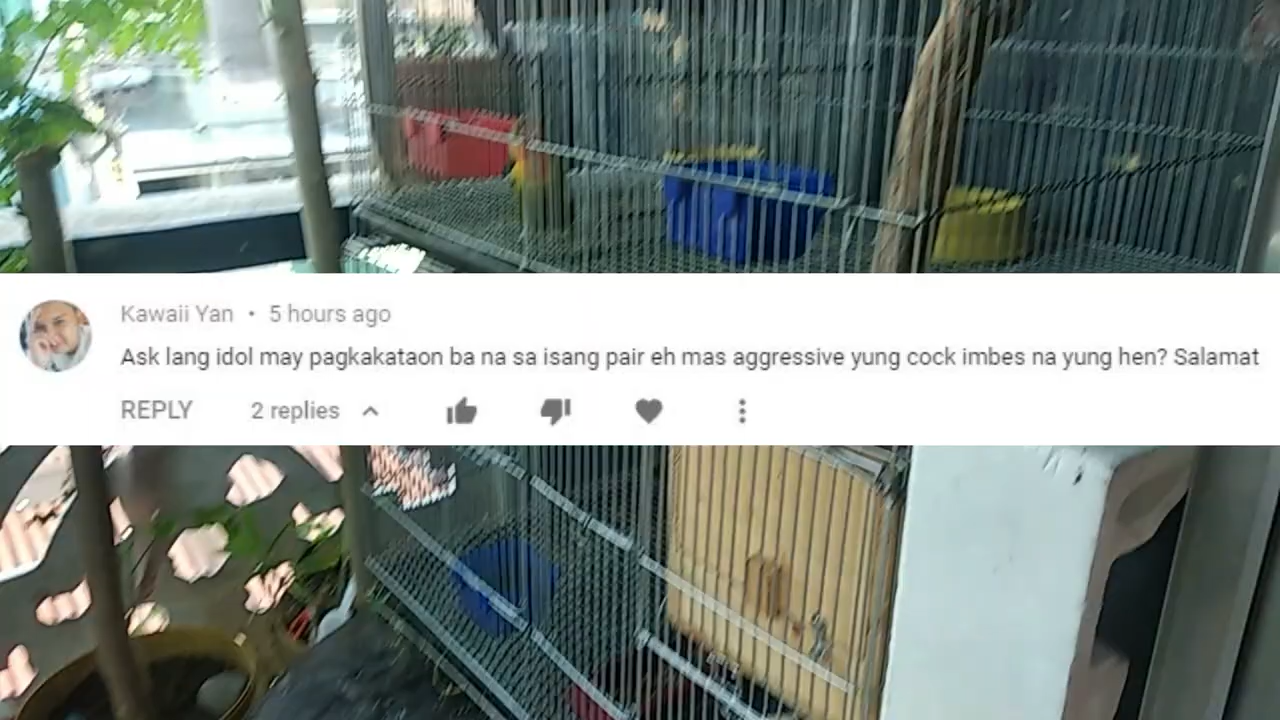 Kawaii Yan • 5 hours ago
Ask lang idol may pagkakataon ba na sa isang pair eh mas aggressive yung cock imbes na yung hen? Salamat
REPLY 2 replies